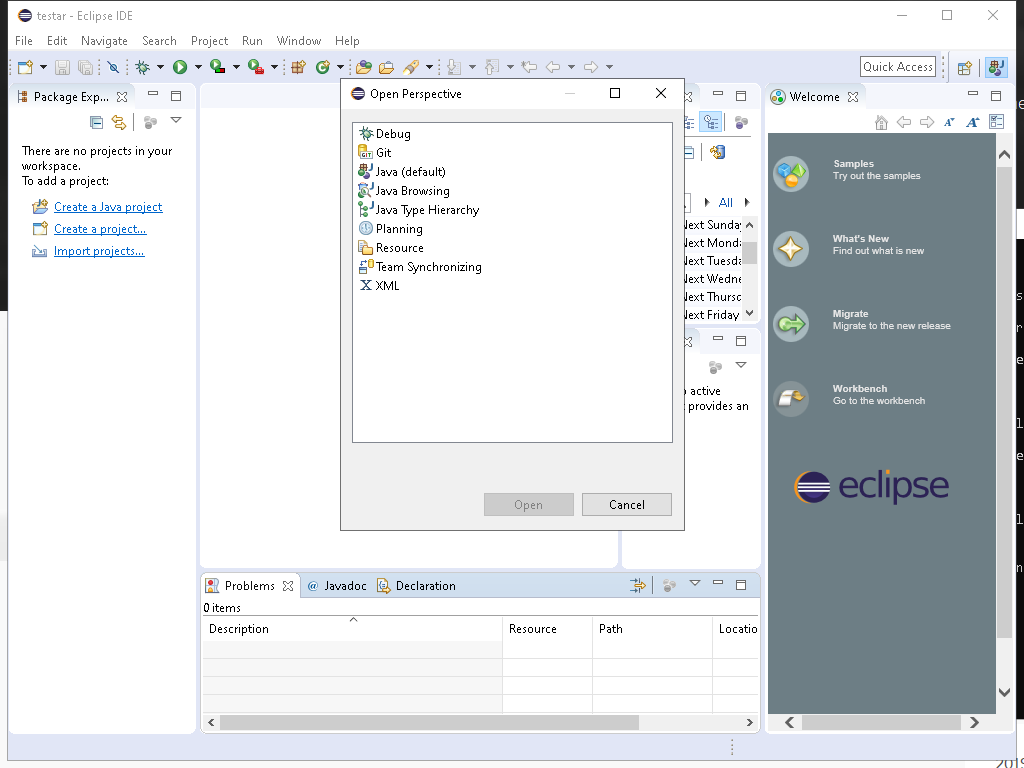 testar - Eclipse IDE
File Edit Navigate Search Project Run Window Help
Quick Access
Package Exp...
There are no projects in your
workspace.
To add a project:
Create a Java project
Create a project...
Import projects...
Open Perspective
Debug
Git
GIT
Java (default)
Java Browsing
Java Type Hierarchy
Planning
Resource
Team Synchronizing
XML
Open Cancel
All
Next Sunday
Next Monda
Next Tuesda
Next Wedne
Next Thursd
Next Friday
active
provides an
Welcome
Samples
Try out the samples
What's New
Find out what is new
Migrate
Migrate to the new release
Workbench
Go to the workbench
eclipse
Problems @ Javadoc Declaration
0 items
Description Resource Path Locatio
2019